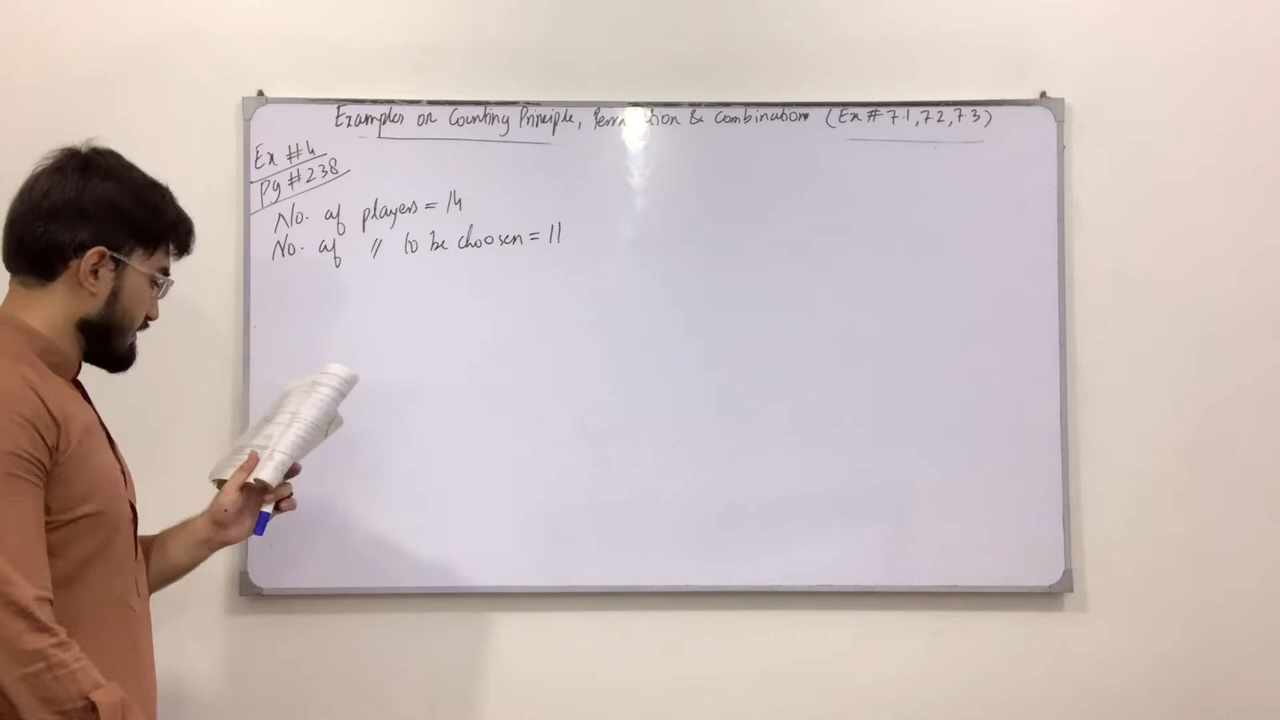 Examples on Counting Principle, & Combination (Ex # 7.1, 7.2, 7.3)
Ex #4
Pg #238
No. of players = 14
No. of " to be choosen = 11